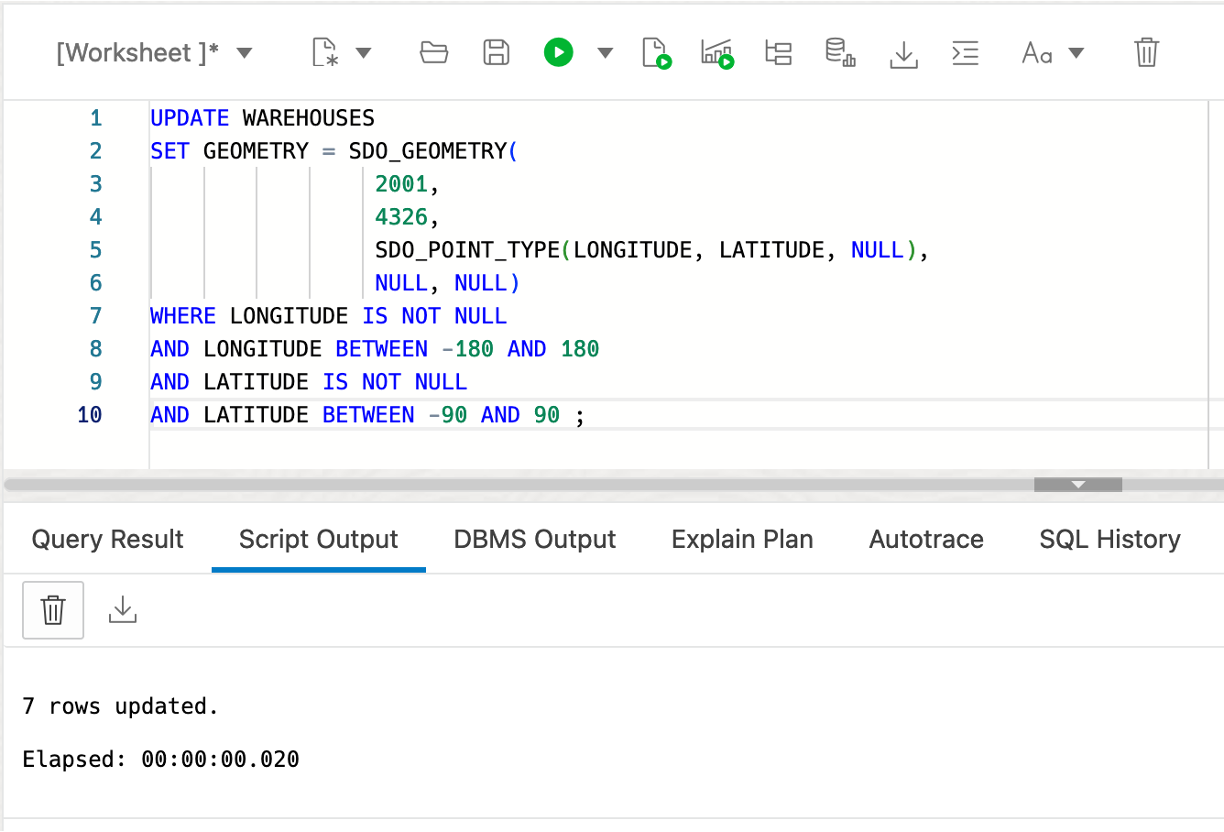 [Worksheet ]*
Aa
1 UPDATE WAREHOUSES
2 SET GEOMETRY = SDO_GEOMETRY(
3 2001,
4 4326,
5 SDO_POINT_TYPE(LONGITUDE, LATITUDE, NULL),
6 NULL, NULL)
7 WHERE LONGITUDE IS NOT NULL
8 AND LONGITUDE BETWEEN -180 AND 180
9 AND LATITUDE IS NOT NULL
10 AND LATITUDE BETWEEN -90 AND 90 ;
Query Result Script Output DBMS Output Explain Plan Autotrace SQL History
7 rows updated.
Elapsed: 00:00:00.020